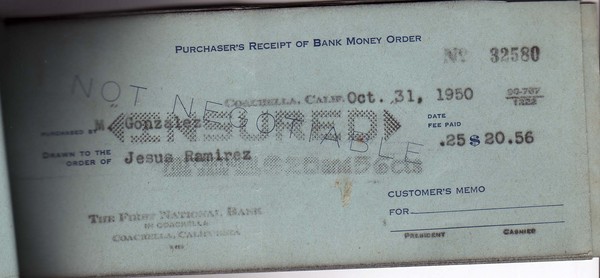 PURCHASER'S RECEIPT OF BANK MONEY ORDER
Nº 32580
NOT NEGOTIABLE
COACHELLA, CALIF. Oct. 31, 1950
90-767
1222
PURCHASED BY M Gonzalez
INSURED
DATE
FEE PAID
.25 $ 20.56
DRAWN TO THE
ORDER OF Jesus Ramirez
CUSTOMER'S MEMO
FOR
THE FIRST NATIONAL BANK
IN COACHELLA
COACHELLA, CALIFORNIA
PRESIDENT CASHIER